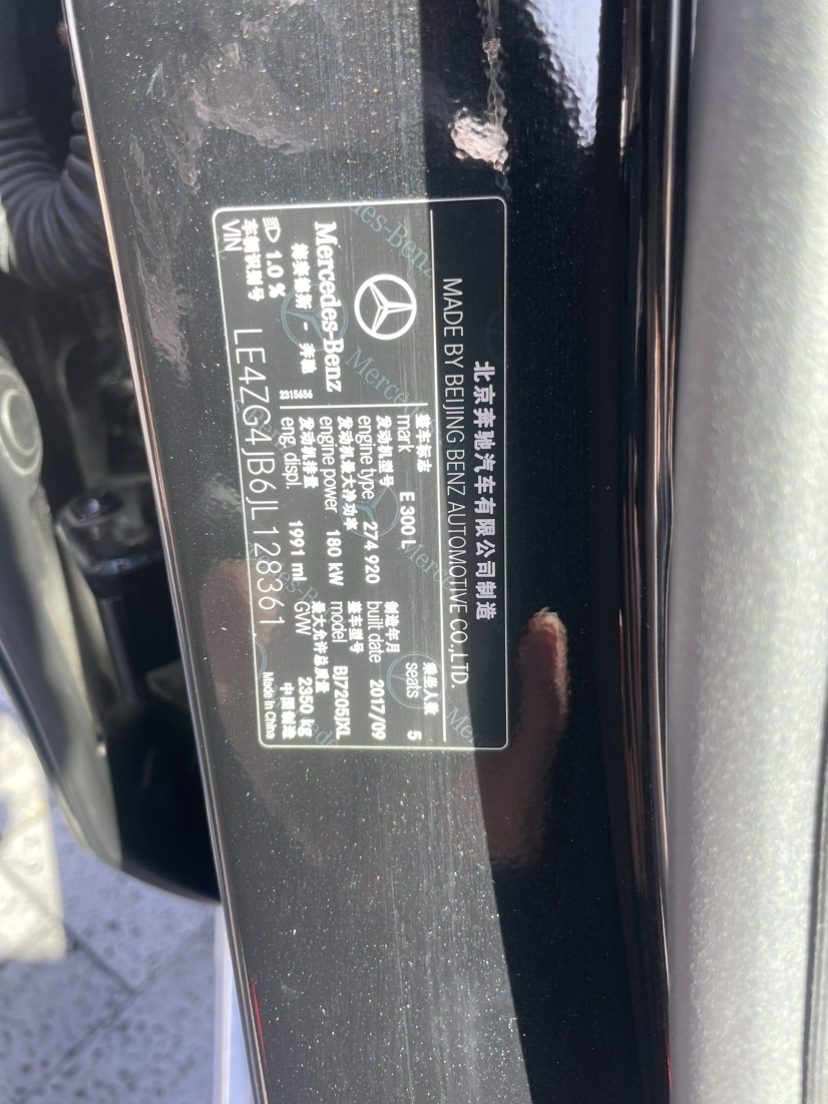 北京奔驰汽车有限公司制造
MADE BY BEIJING BENZ AUTOMOTIVE CO.,LTD.
整车标志
mark E 300 L
乘坐人数
seats 5
发动机型号
engine type 274 920
制造年月
built date 2017/09
发动机最大净功率
engine power 180 kW
整车型号
model BJ7205JXL
发动机排量
eng. displ. 1991 ml
最大允许总质量
GVW 2350 kg
Mercedes-Benz
梅赛德斯 - 奔驰
2315656
1.0 %
中国制造
Made in China
车辆识别号
VIN LE4ZG4JB6JL128361